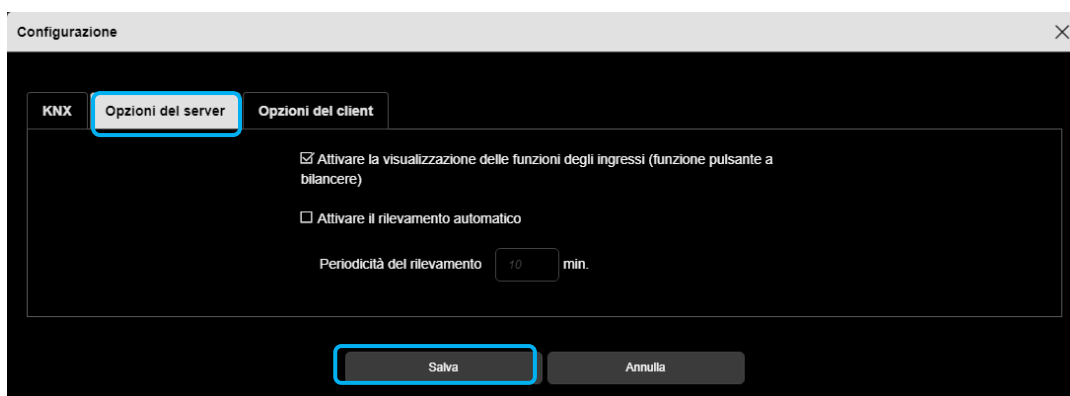 Configurazione
KNX Opzioni del server Opzioni del client
Attivare la visualizzazione delle funzioni degli ingressi (funzione pulsante a
bilancere)
Attivare il rilevamento automatico
Periodicità del rilevamento 10 min.
Salva Annulla